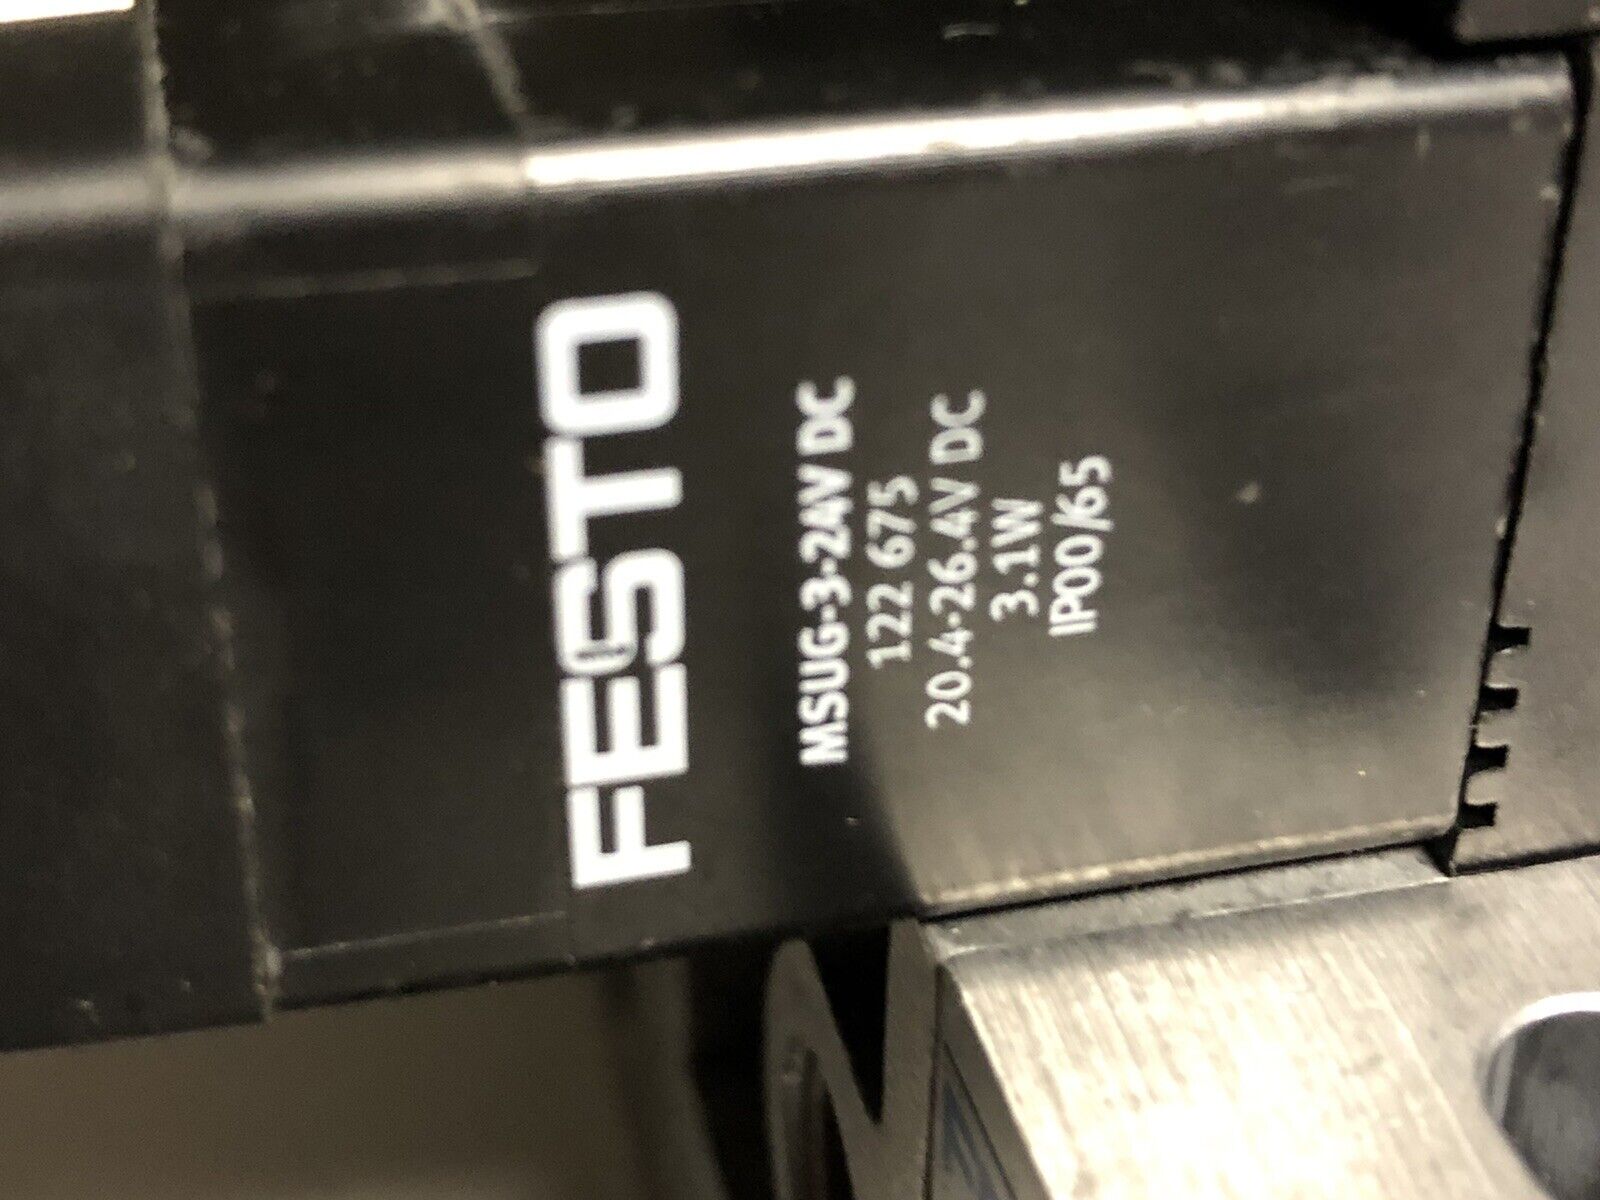 FESTO
MSUG-3-24V DC
122 675
20.4-26.4V DC
3.1W
IP00/65